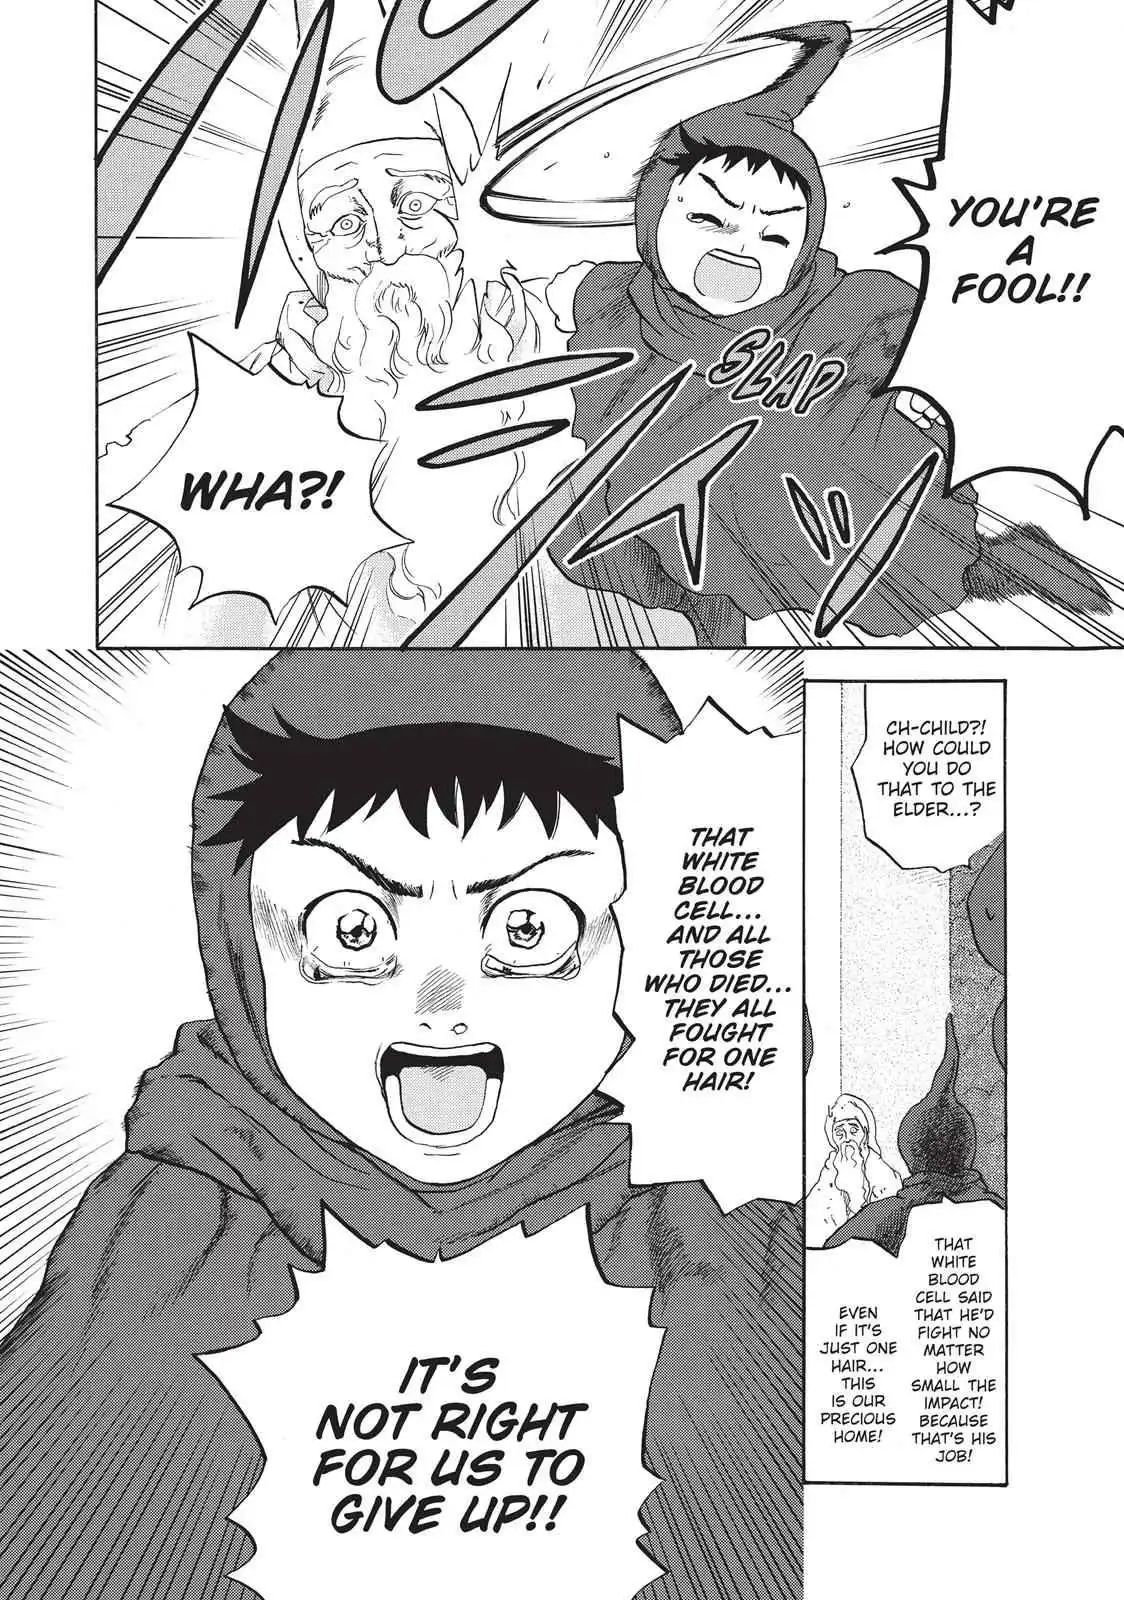 YOU'RE
A
FOOL!!
SLAP
WHA?!
CH-CHILD?!
HOW COULD
YOU DO
THAT TO THE
ELDER...?
THAT
WHITE
BLOOD
CELL SAID
THAT HE'D
FIGHT NO
MATTER
HOW
SMALL THE
IMPACT!
BECAUSE
THAT'S HIS
JOB!
EVEN
IF IT'S
JUST ONE
HAIR...
THIS
IS OUR
PRECIOUS
HOME!
THAT
WHITE
BLOOD
CELL...
AND ALL
THOSE
WHO DIED...
THEY ALL
FOUGHT
FOR ONE
HAIR!
IT'S
NOT RIGHT
FOR US TO
GIVE UP!!